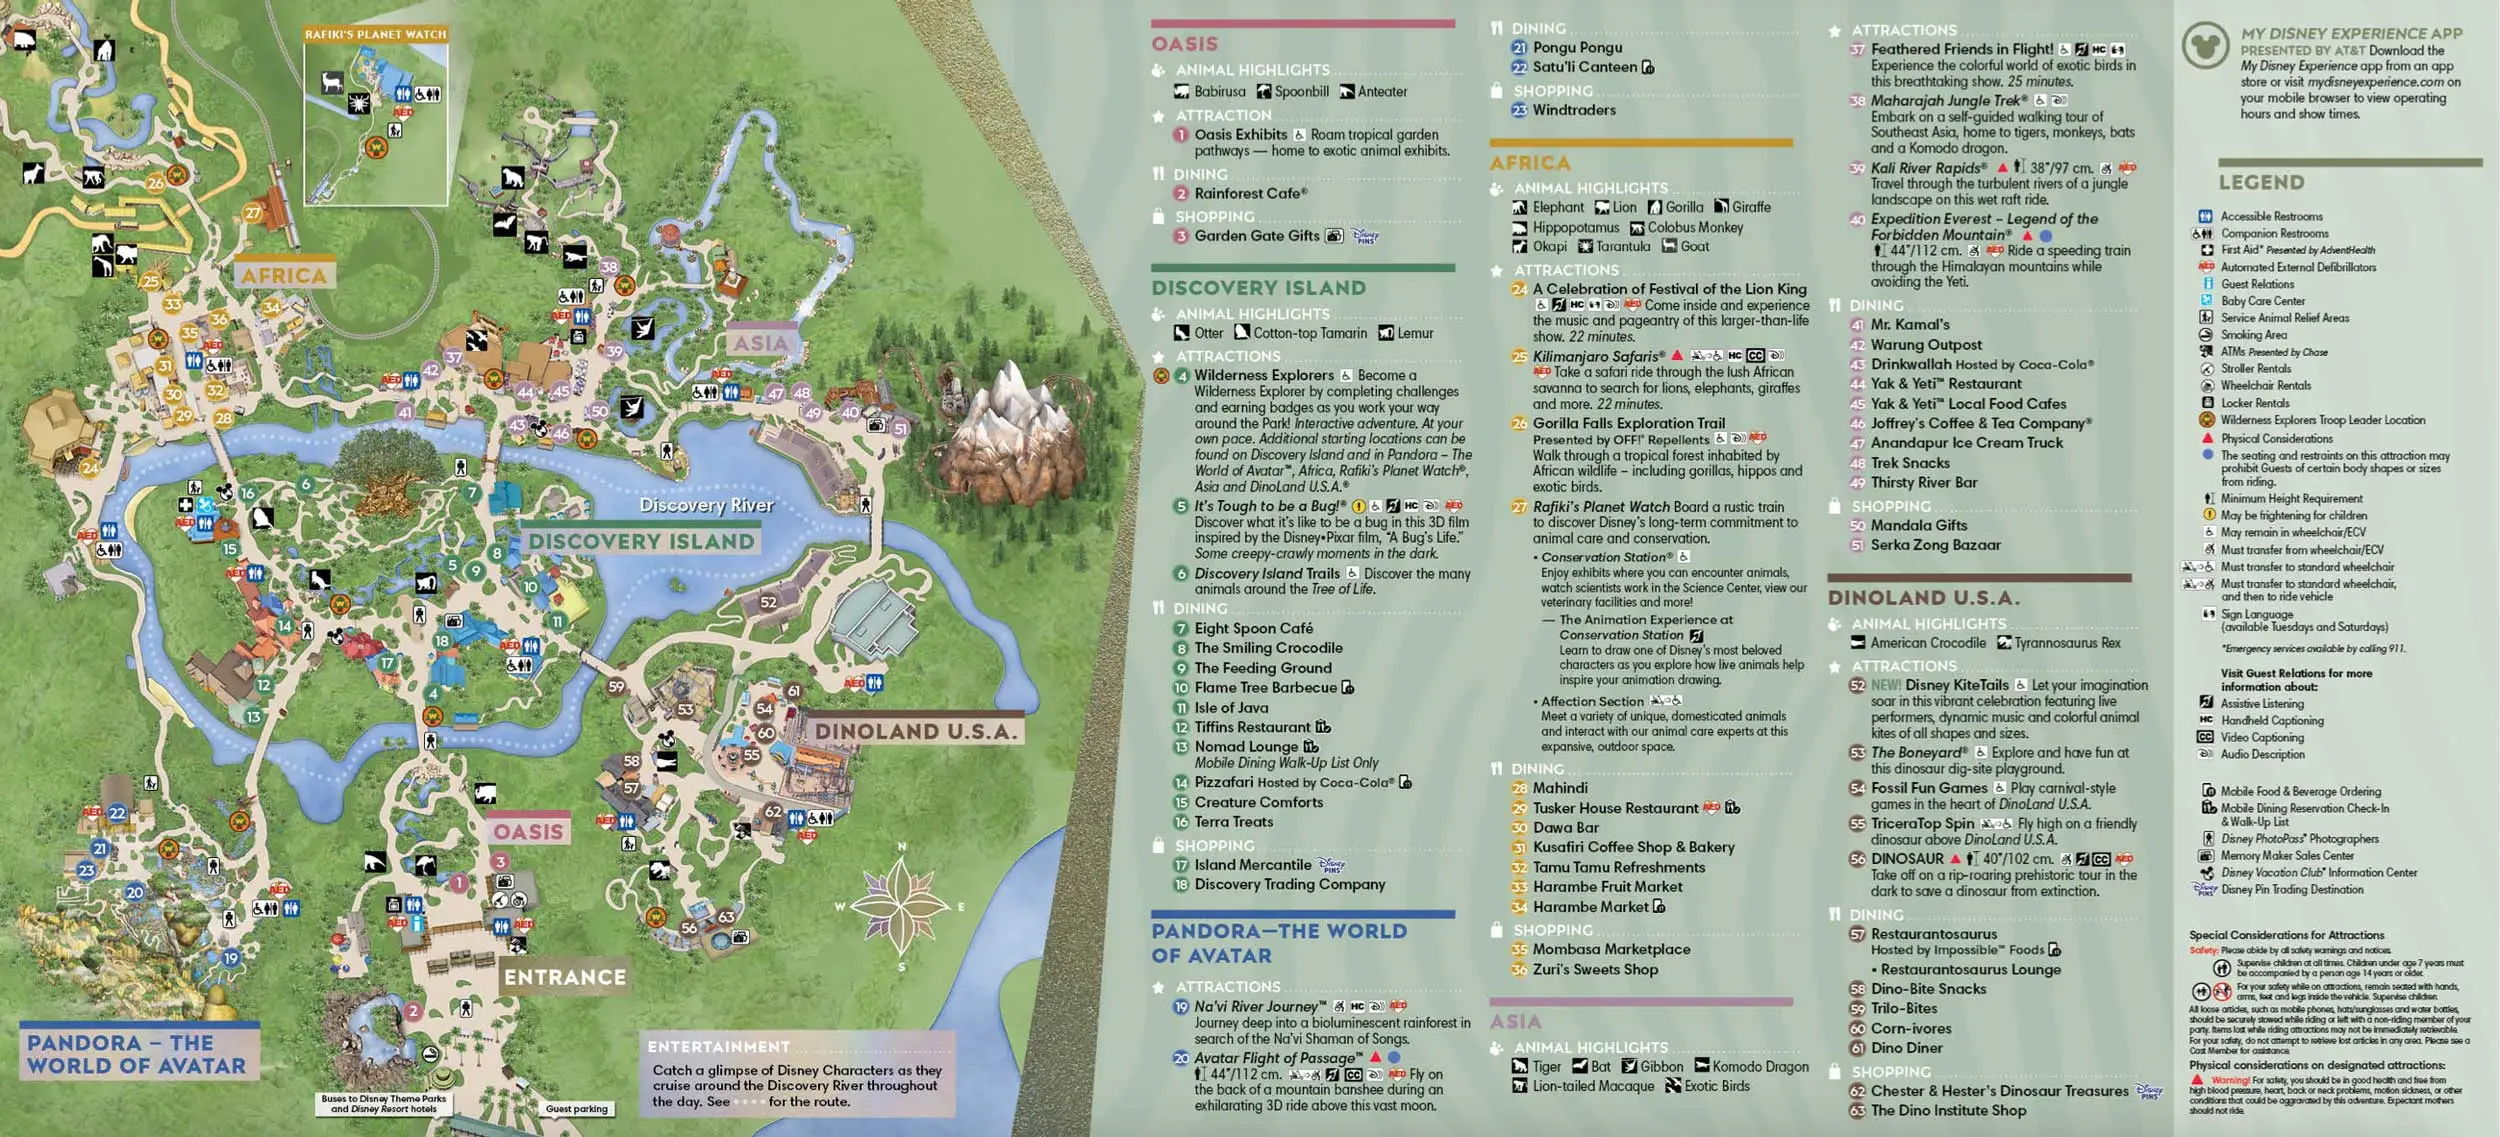 RAFIKI'S PLANET WATCH
AFRICA
ASIA
Discovery River
DISCOVERY ISLAND
DINOLAND U.S.A.
OASIS
ENTRANCE
PANDORA – THE
WORLD OF AVATAR
N
W
E
S
Buses to Disney Theme Parks
and Disney Resort hotels
Guest parking
ENTERTAINMENT
Catch a glimpse of Disney Characters as they
cruise around the Discovery River throughout
the day. See •••• for the route.
OASIS
ANIMAL HIGHLIGHTS
Babirusa Spoonbill Anteater
ATTRACTION
1 Oasis Exhibits Roam tropical garden
pathways — home to exotic animal exhibits.
DINING
2 Rainforest Cafe®
SHOPPING
3 Garden Gate Gifts Disney PINS
DISCOVERY ISLAND
ANIMAL HIGHLIGHTS
Otter Cotton-top Tamarin Lemur
ATTRACTIONS
4 Wilderness Explorers Become a
Wilderness Explorer by completing challenges
and earning badges as you work your way
around the Park! Interactive adventure. At your
own pace. Additional starting locations can be
found on Discovery Island and in Pandora – The
World of Avatar™, Africa, Rafiki's Planet Watch®,
Asia and DinoLand U.S.A.®
5 It's Tough to be a Bug!® HC AED
Discover what it's like to be a bug in this 3D film
inspired by the Disney•Pixar film, "A Bug's Life."
Some creepy-crawly moments in the dark.
6 Discovery Island Trails Discover the many
animals around the Tree of Life.
DINING
7 Eight Spoon Café
8 The Smiling Crocodile
9 The Feeding Ground
10 Flame Tree Barbecue
11 Isle of Java
12 Tiffins Restaurant
13 Nomad Lounge
Mobile Dining Walk-Up List Only
14 Pizzafari Hosted by Coca-Cola®
15 Creature Comforts
16 Terra Treats
SHOPPING
17 Island Mercantile Disney PINS
18 Discovery Trading Company
PANDORA—THE WORLD
OF AVATAR
ATTRACTIONS
19 Na'vi River Journey™ HC AED
Journey deep into a bioluminescent rainforest in
search of the Na'vi Shaman of Songs.
20 Avatar Flight of Passage™
44"/112 cm. CC AED Fly on
the back of a mountain banshee during an
exhilarating 3D ride above this vast moon.
DINING
21 Pongu Pongu
22 Satu'li Canteen
SHOPPING
23 Windtraders
AFRICA
ANIMAL HIGHLIGHTS
Elephant Lion Gorilla Giraffe
Hippopotamus Colobus Monkey
Okapi Tarantula Goat
ATTRACTIONS
24 A Celebration of Festival of the Lion King
HC AED Come inside and experience
the music and pageantry of this larger-than-life
show. 22 minutes.
25 Kilimanjaro Safaris® HC CC
AED Take a safari ride through the lush African
savanna to search for lions, elephants, giraffes
and more. 22 minutes.
26 Gorilla Falls Exploration Trail
Presented by OFF!® Repellents AED
Walk through a tropical forest inhabited by
African wildlife – including gorillas, hippos and
exotic birds.
27 Rafiki's Planet Watch Board a rustic train
to discover Disney's long-term commitment to
animal care and conservation.
• Conservation Station®
Enjoy exhibits where you can encounter animals,
watch scientists work in the Science Center, view our
veterinary facilities and more!
— The Animation Experience at
Conservation Station
Learn to draw one of Disney's most beloved
characters as you explore how live animals help
inspire your animation drawing.
• Affection Section
Meet a variety of unique, domesticated animals
and interact with our animal care experts at this
expansive, outdoor space.
DINING
28 Mahindi
29 Tusker House Restaurant AED
30 Dawa Bar
31 Kusafiri Coffee Shop & Bakery
32 Tamu Tamu Refreshments
33 Harambe Fruit Market
34 Harambe Market
SHOPPING
35 Mombasa Marketplace
36 Zuri's Sweets Shop
ASIA
ANIMAL HIGHLIGHTS
Tiger Bat Gibbon Komodo Dragon
Lion-tailed Macaque Exotic Birds
ATTRACTIONS
37 Feathered Friends in Flight! HC
Experience the colorful world of exotic birds in
this breathtaking show. 25 minutes.
38 Maharajah Jungle Trek®
Embark on a self-guided walking tour of
Southeast Asia, home to tigers, monkeys, bats
and a Komodo dragon.
39 Kali River Rapids® 38"/97 cm. AED
Travel through the turbulent rivers of a jungle
landscape on this wet raft ride.
40 Expedition Everest – Legend of the
Forbidden Mountain®
44"/112 cm. AED Ride a speeding train
through the Himalayan mountains while
avoiding the Yeti.
DINING
41 Mr. Kamal's
42 Warung Outpost
43 Drinkwallah Hosted by Coca-Cola®
44 Yak & Yeti™ Restaurant
45 Yak & Yeti™ Local Food Cafes
46 Joffrey's Coffee & Tea Company®
47 Anandapur Ice Cream Truck
48 Trek Snacks
49 Thirsty River Bar
SHOPPING
50 Mandala Gifts
51 Serka Zong Bazaar
DINOLAND U.S.A.
ANIMAL HIGHLIGHTS
American Crocodile Tyrannosaurus Rex
ATTRACTIONS
52 NEW! Disney KiteTails Let your imagination
soar in this vibrant celebration featuring live
performers, dynamic music and colorful animal
kites of all shapes and sizes.
53 The Boneyard® Explore and have fun at
this dinosaur dig-site playground.
54 Fossil Fun Games Play carnival-style
games in the heart of DinoLand U.S.A.
55 TriceraTop Spin Fly high on a friendly
dinosaur above DinoLand U.S.A.
56 DINOSAUR 40"/102 cm. CC AED
Take off on a rip-roaring prehistoric tour in the
dark to save a dinosaur from extinction.
DINING
57 Restaurantosaurus
Hosted by Impossible™ Foods
• Restaurantosaurus Lounge
58 Dino-Bite Snacks
59 Trilo-Bites
60 Corn-ivores
61 Dino Diner
SHOPPING
62 Chester & Hester's Dinosaur Treasures Disney PINS
63 The Dino Institute Shop
MY DISNEY EXPERIENCE APP
PRESENTED BY AT&T Download the
My Disney Experience app from an app
store or visit mydisneyexperience.com on
your mobile browser to view operating
hours and show times.
LEGEND
Accessible Restrooms
Companion Restrooms
First Aid* Presented by AdventHealth
AED Automated External Defibrillators
Guest Relations
Baby Care Center
Service Animal Relief Areas
Smoking Area
ATMs Presented by Chase
Stroller Rentals
Wheelchair Rentals
Locker Rentals
Wilderness Explorers Troop Leader Location
Physical Considerations
The seating and restraints on this attraction may
prohibit Guests of certain body shapes or sizes
from riding.
Minimum Height Requirement
May be frightening for children
May remain in wheelchair/ECV
Must transfer from wheelchair/ECV
Must transfer to standard wheelchair
Must transfer to standard wheelchair,
and then to ride vehicle
Sign Language
(available Tuesdays and Saturdays)
*Emergency services available by calling 911.
Visit Guest Relations for more
information about:
Assistive Listening
HC Handheld Captioning
CC Video Captioning
Audio Description
Mobile Food & Beverage Ordering
Mobile Dining Reservation Check-In
& Walk-Up List
Disney PhotoPass® Photographers
Memory Maker Sales Center
Disney Vacation Club® Information Center
Disney PINS Disney Pin Trading Destination
Special Considerations for Attractions
Safety: Please abide by all safety warnings and notices.
Supervise children at all times. Children under age 7 years must
be accompanied by a person age 14 years or older.
For your safety while on attractions, remain seated with hands,
arms, feet and legs inside the vehicle. Supervise children.
All loose articles, such as mobile phones, hats/sunglasses and water bottles,
should be securely stowed while riding or left with a non-riding member of your
party. Items lost while riding attractions may not be immediately retrievable.
For your safety, do not attempt to retrieve lost articles in any area. Please see a
Cast Member for assistance.
Physical considerations on designated attractions:
Warning! For safety, you should be in good health and free from
high blood pressure, heart, back or neck problems, motion sickness, or other
conditions that could be aggravated by this adventure. Expectant mothers
should not ride.